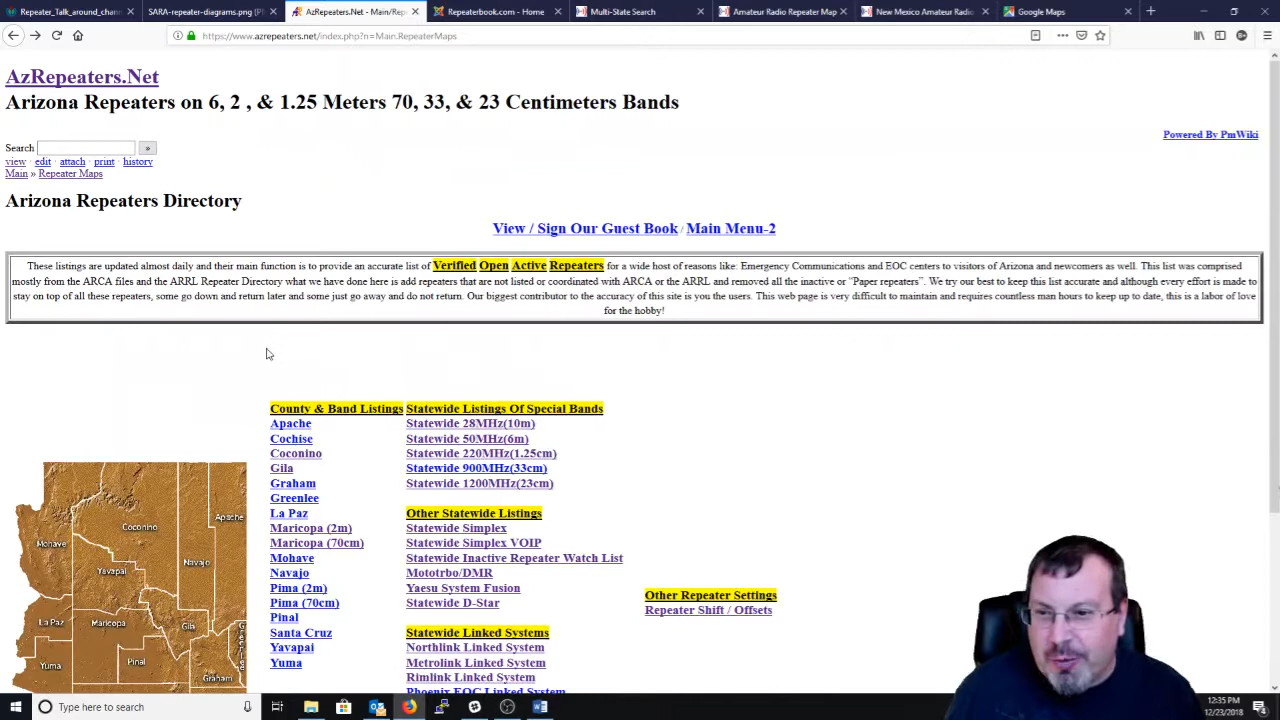 Repeater_Talk_around_chann
SARA-repeater-diagrams.png (P
AzRepeaters.Net - Main/Rep
Repeaterbook.com - Home
Multi-State Search
Amateur Radio Repeater Map
New Mexico Amateur Radio
Google Maps
https://www.azrepeaters.net/index.php?n=Main.RepeaterMaps
AzRepeaters.Net
Arizona Repeaters on 6, 2 , & 1.25 Meters 70, 33, & 23 Centimeters Bands
Powered By PmWiki
Search »
view · edit · attach · print · history
Main » Repeater Maps
Arizona Repeaters Directory
View / Sign Our Guest Book / Main Menu-2
These listings are updated almost daily and their main function is to provide an accurate list of Verified Open Active Repeaters for a wide host of reasons like: Emergency Communications and EOC centers to visitors of Arizona and newcomers as well. This list was comprised
mostly from the ARCA files and the ARRL Repeater Directory what we have done here is add repeaters that are not listed or coordinated with ARCA or the ARRL and removed all the inactive or “Paper repeaters”. We try our best to keep this list accurate and although every effort is made to
stay on top of all these repeaters, some go down and return later and some just go away and do not return. Our biggest contributor to the accuracy of this site is you the users. This web page is very difficult to maintain and requires countless man hours to keep up to date, this is a labor of love
for the hobby!
County & Band Listings
Apache
Cochise
Coconino
Gila
Graham
Greenlee
La Paz
Maricopa (2m)
Maricopa (70cm)
Mohave
Navajo
Pima (2m)
Pima (70cm)
Pinal
Santa Cruz
Yavapai
Yuma
Statewide Listings Of Special Bands
Statewide 28MHz(10m)
Statewide 50MHz(6m)
Statewide 220MHz(1.25cm)
Statewide 900MHz(33cm)
Statewide 1200MHz(23cm)
Other Statewide Listings
Statewide Simplex
Statewide Simplex VOIP
Statewide Inactive Repeater Watch List
Mototrbo/DMR
Yaesu System Fusion
Statewide D-Star
Statewide Linked Systems
Northlink Linked System
Metrolink Linked System
Rimlink Linked System
Phoenix EOC Linked System
Other Repeater Settings
Repeater Shift / Offsets
Coconino
Apache
Mohave
Navajo
Yavapai
La Paz
Maricopa
Gila
Yuma
Pinal
Graham
Type here to search
12:35 PM
12/23/2018
4